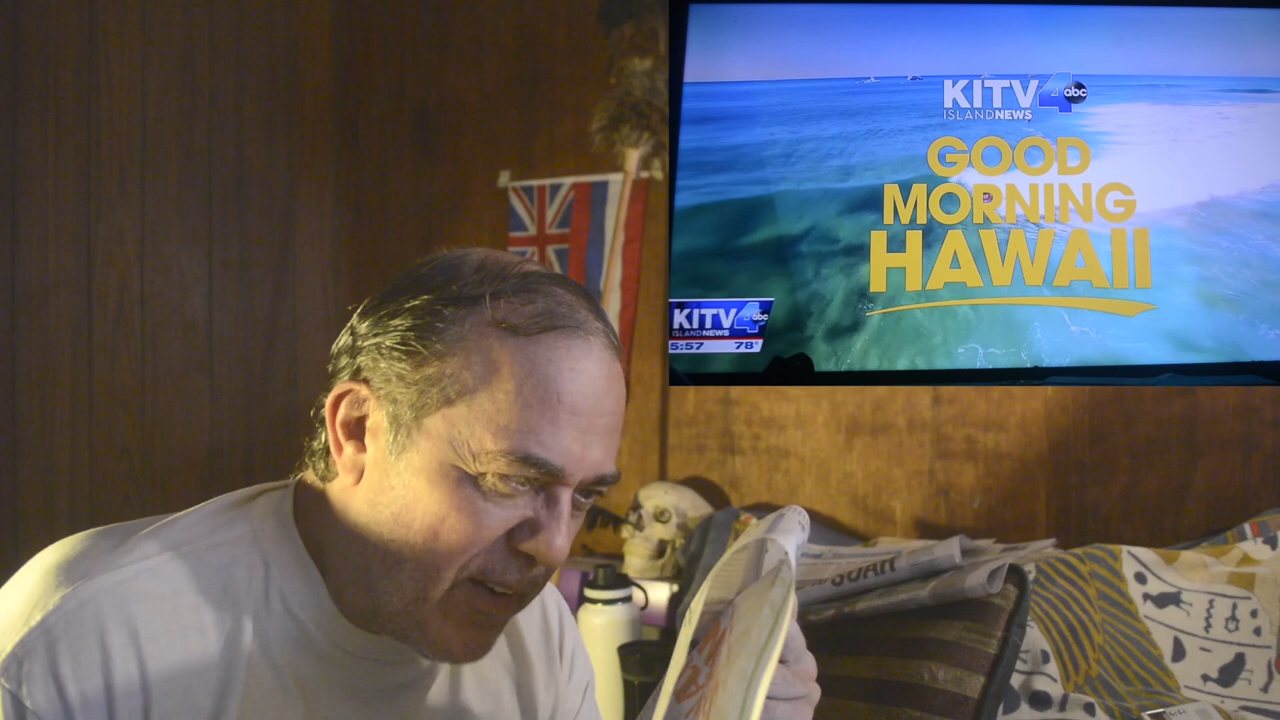 KITV4 abc
ISLAND NEWS
GOOD
MORNING
HAWAII
KITV4 abc
ISLAND NEWS
5:57 78°